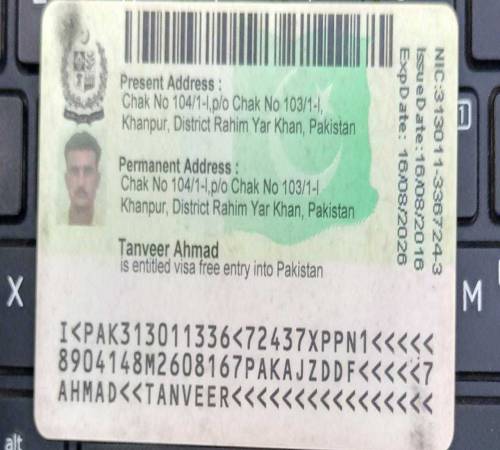 Present Address :
Chak No 104/1-l,p/o Chak No 103/1-l,
Khanpur, District Rahim Yar Khan, Pakistan
Permanent Address :
Chak No 104/1-l,p/o Chak No 103/1-l
Khanpur, District Rahim Yar Khan, Pakistan
Tanveer Ahmad
is entitled visa free entry into Pakistan
NIC:313011-336724-3
IssueDate:16/08/2016
ExpDate: 16/08/2026
I<PAK313011336<72437XPPN1<<<<<
8904148M2608167PAKAJZDDF<<<<<7
AHMAD<<TANVEER<<<<<<<<<<<<<<<<
X
M
1
alt